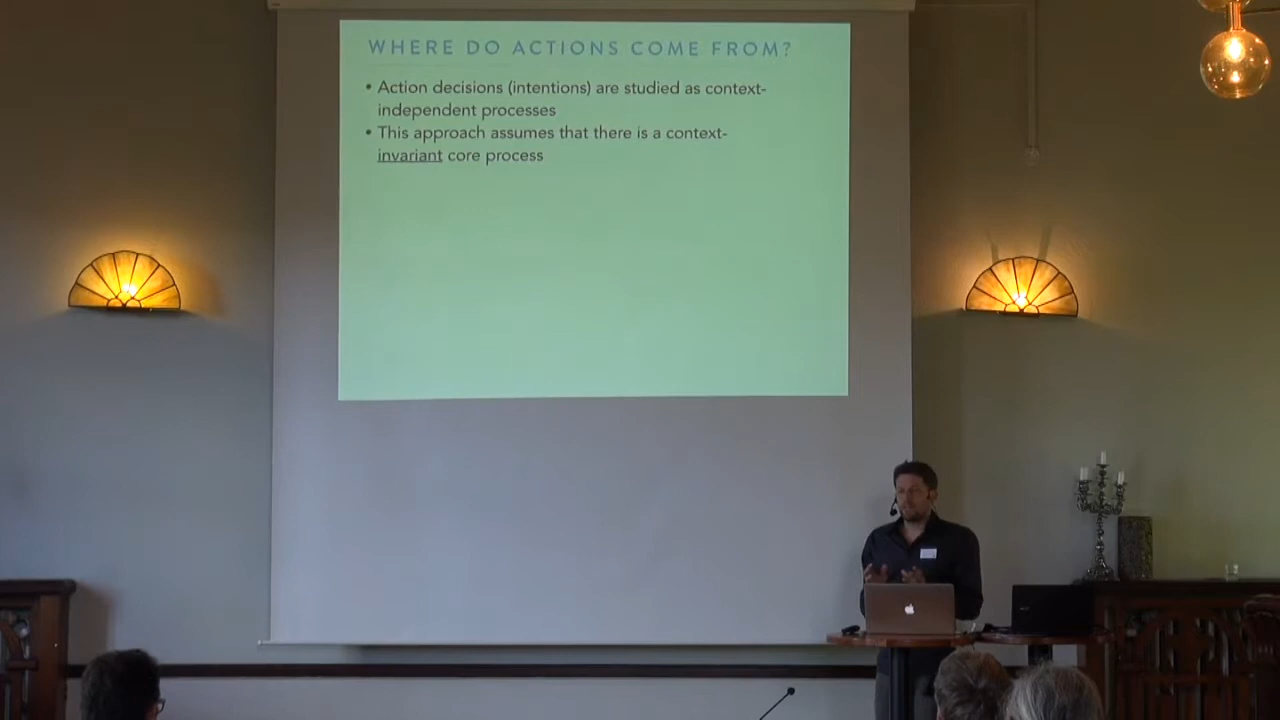 WHERE DO ACTIONS COME FROM?
• Action decisions (intentions) are studied as context-
independent processes
• This approach assumes that there is a context-
invariant core process